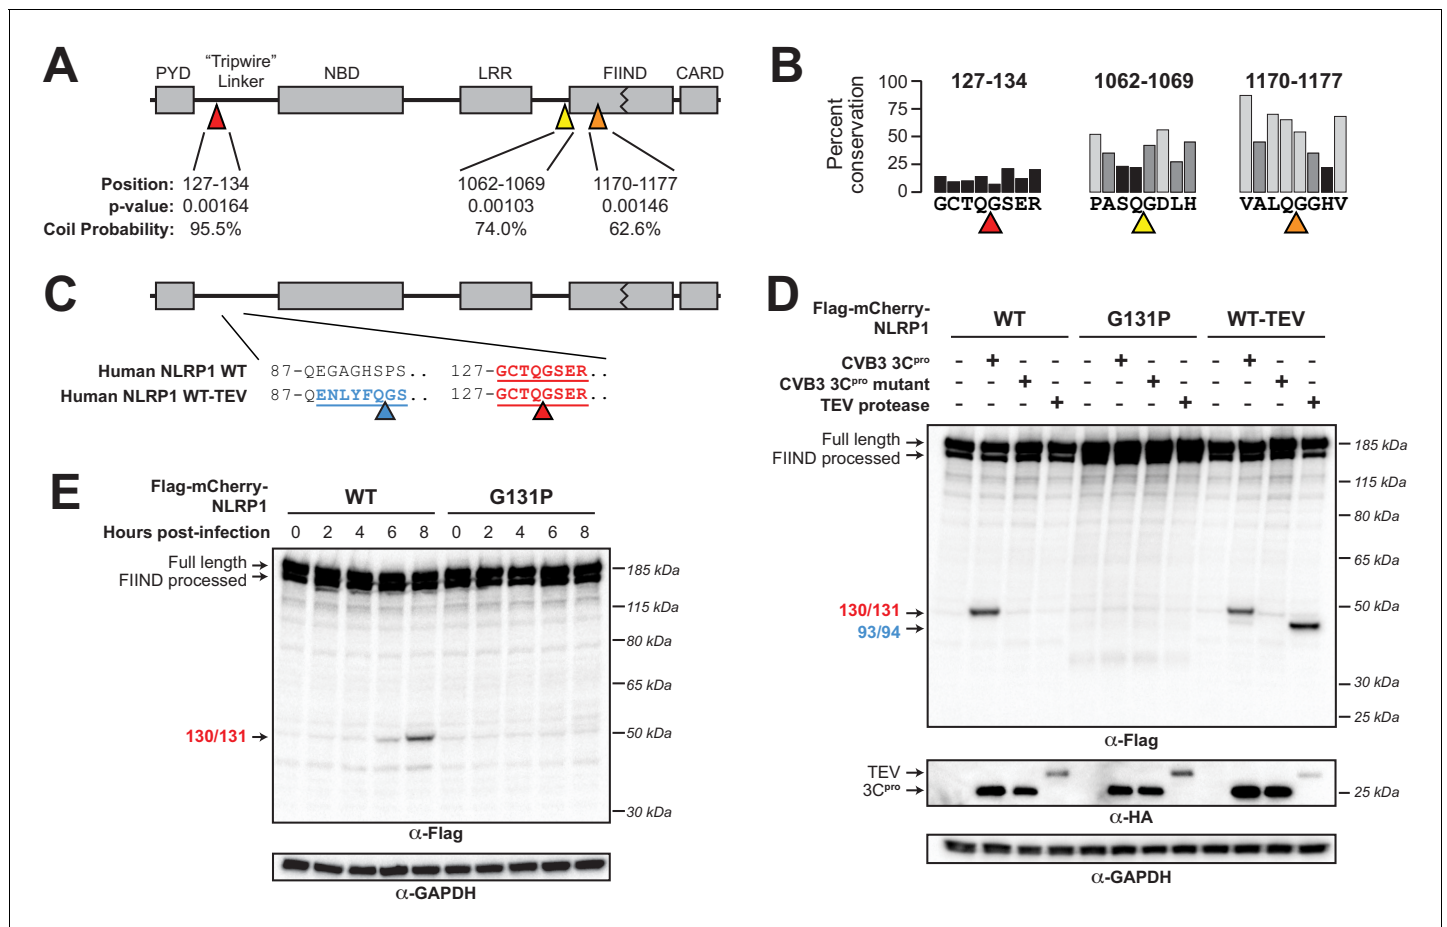 A
PYD
“Tripwire”
Linker
NBD
LRR
FIIND
CARD
Position: 127-134 1062-1069 1170-1177
p-value: 0.00164 0.00103 0.00146
Coil Probability: 95.5% 74.0% 62.6%
B
Percent
conservation
100
75
50
25
0
127-134
1062-1069
1170-1177
GCTQGSER
PASQGDLH
VALQGGHV
C
Human NLRP1 WT 87-QEGAGHSPS.. 127-GCTQGSER..
Human NLRP1 WT-TEV 87-QENLYFQGS.. 127-GCTQGSER..
D
Flag-mCherry-
NLRP1
WT
G131P
WT-TEV
CVB3 3Cpro - + - - - + - - - + - -
CVB3 3Cpro mutant - - + - - - + - - - + -
TEV protease - - - + - - - + - - - +
Full length
FIIND processed
130/131
93/94
185 kDa
115 kDa
80 kDa
65 kDa
50 kDa
30 kDa
25 kDa
α-Flag
TEV
3Cpro
25 kDa
α-HA
α-GAPDH
E
Flag-mCherry-
NLRP1
WT
G131P
Hours post-infection 0 2 4 6 8 0 2 4 6 8
Full length
FIIND processed
130/131
185 kDa
115 kDa
80 kDa
65 kDa
50 kDa
30 kDa
α-Flag
α-GAPDH